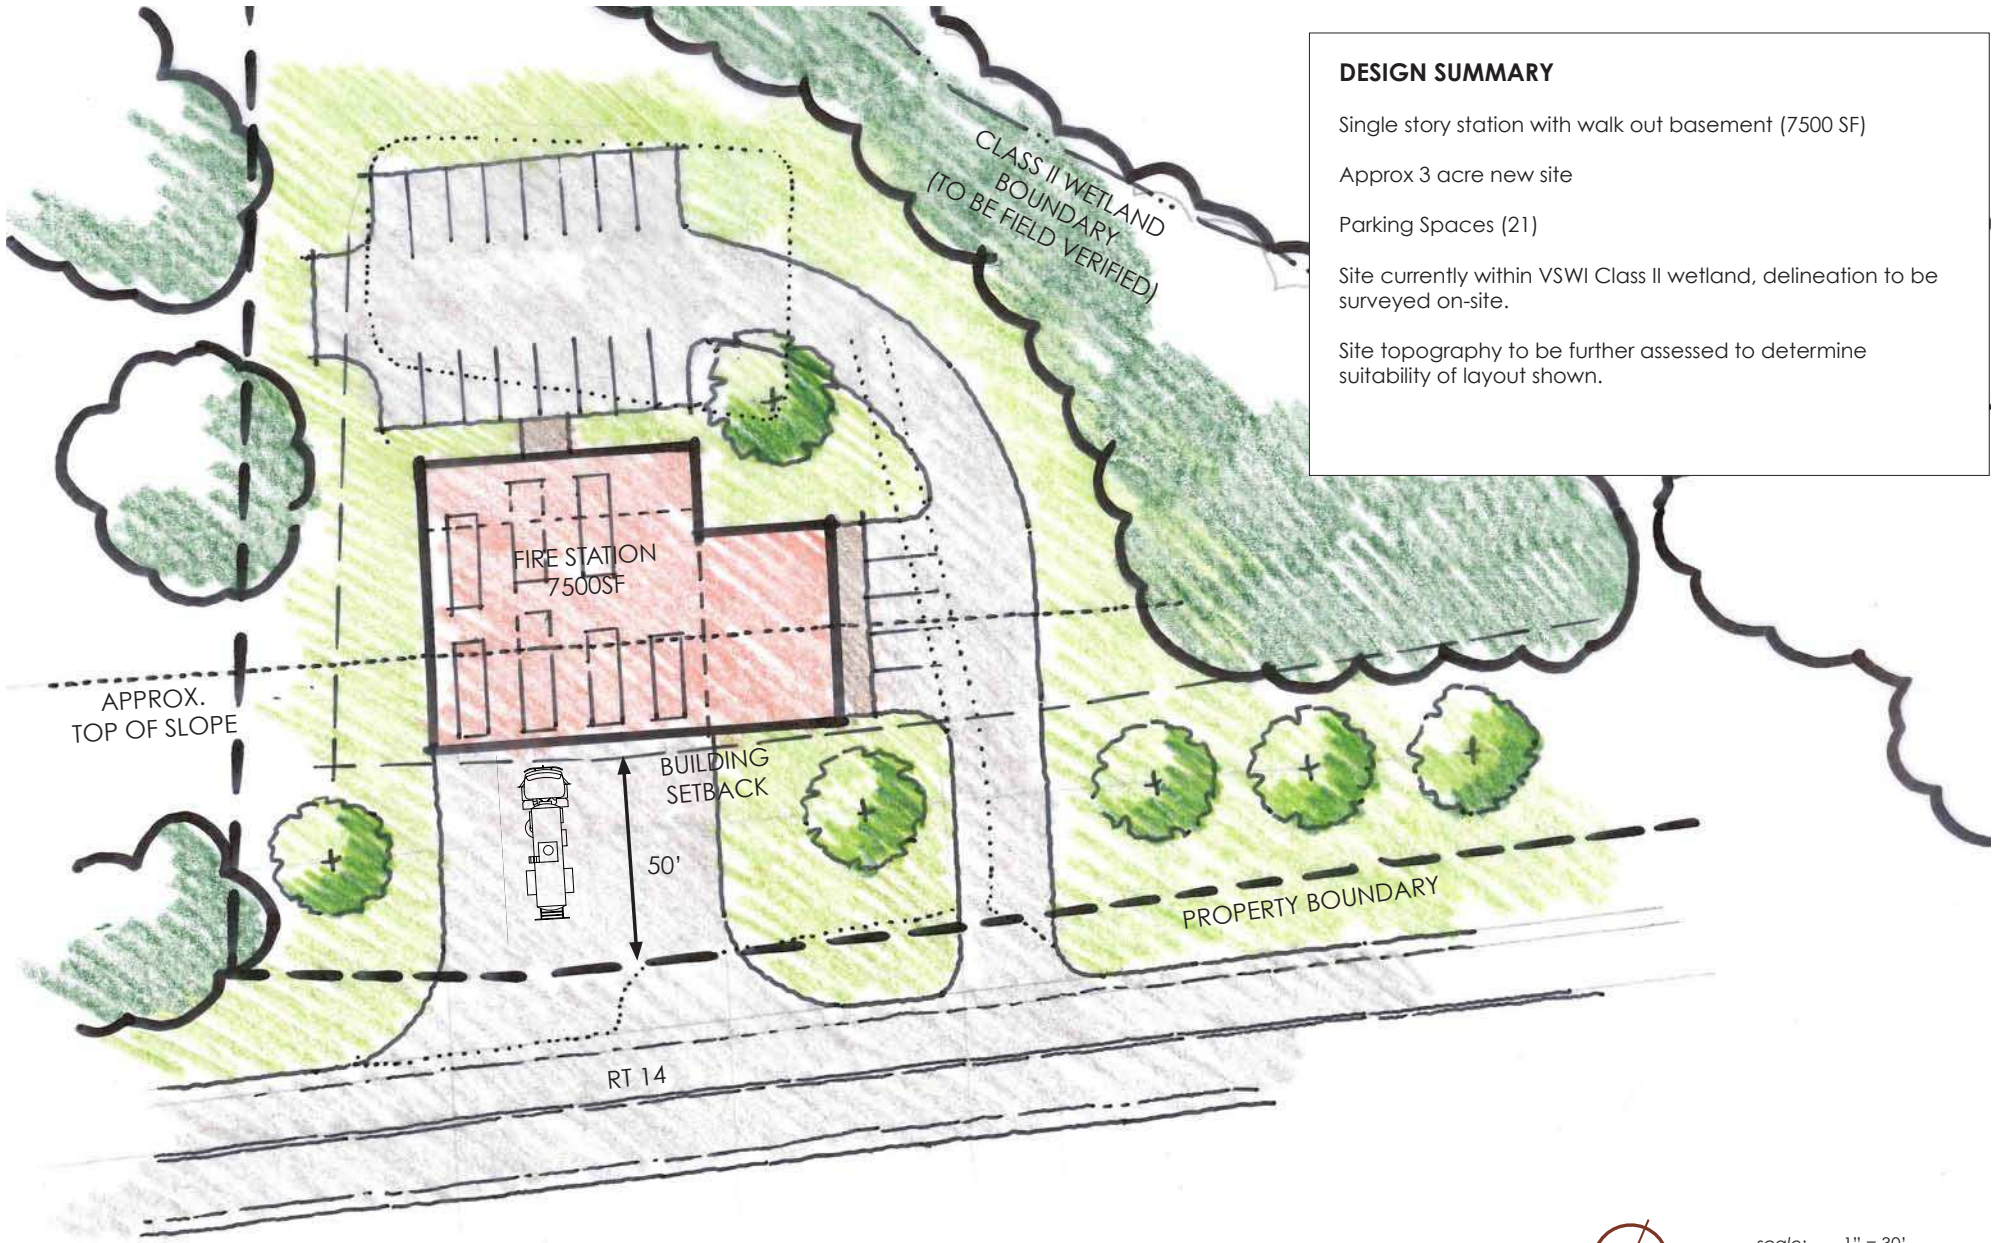 DESIGN SUMMARY
Single story station with walk out basement (7500 SF)
Approx 3 acre new site
Parking Spaces (21)
Site currently within VSWI Class II wetland, delineation to be
surveyed on-site.
Site topography to be further assessed to determine
suitability of layout shown.
CLASS II WETLAND
BOUNDARY
(TO BE FIELD VERIFIED)
FIRE STATION
7500SF
APPROX.
TOP OF SLOPE
BUILDING
SETBACK
50'
PROPERTY BOUNDARY
RT 14
scale: 1" = 30'